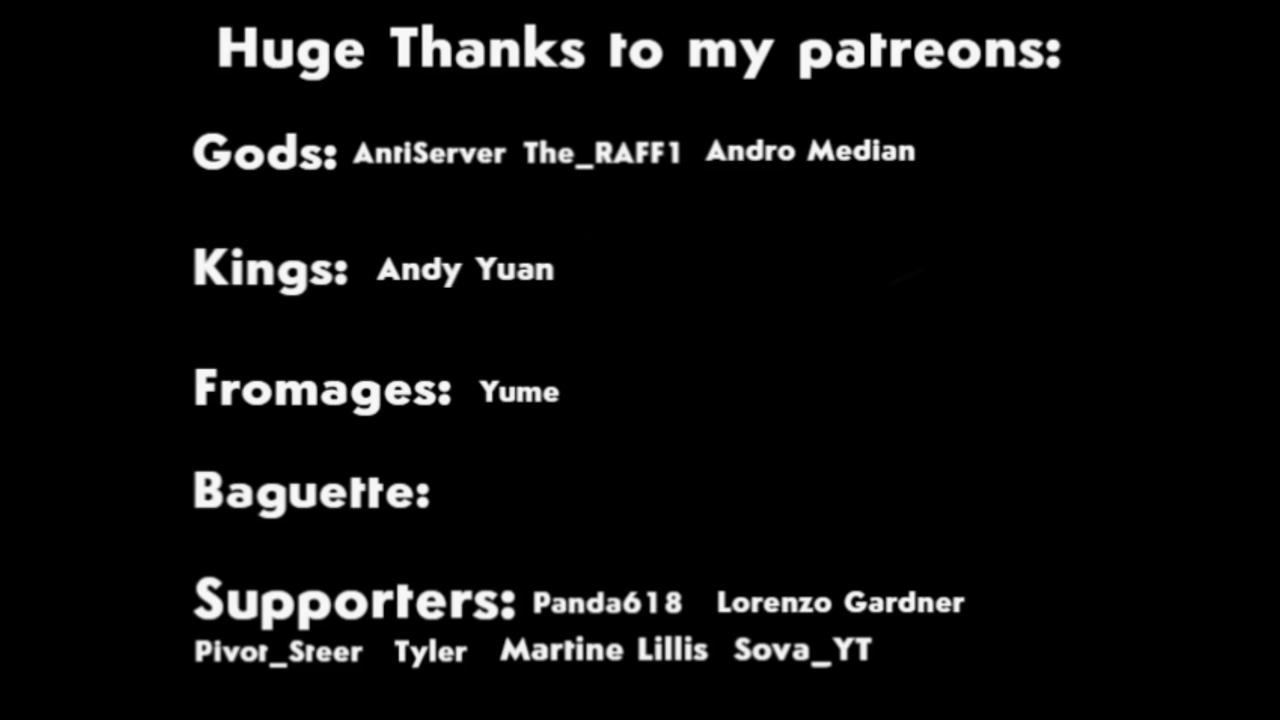 Huge Thanks to my patreons:
Gods: AntiServer The_RAFF1 Andro Median
Kings: Andy Yuan
Fromages: Yume
Baguette:
Supporters: Panda618 Lorenzo Gardner
Pivot_Steer Tyler Martine Lillis Sova_YT